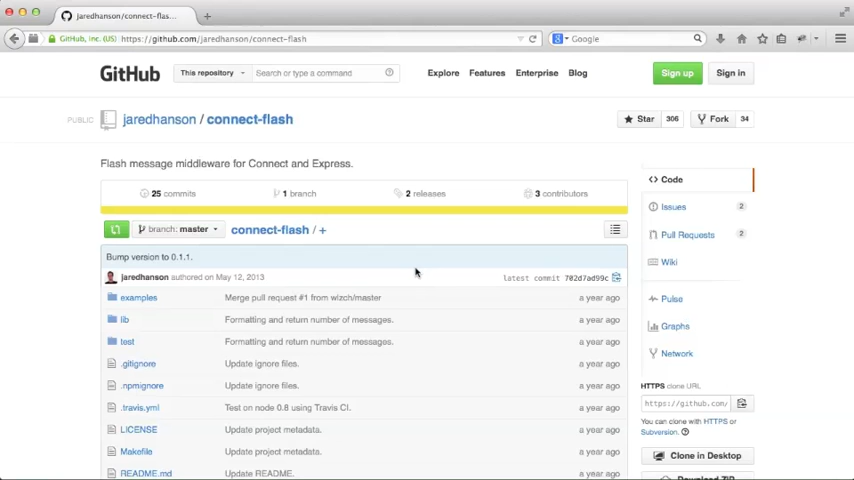 jaredhanson/connect-flas...
GitHub, Inc. (US)
https://github.com/jaredhanson/connect-flash
Google
GitHub
This repository
Search or type a command
Explore
Features
Enterprise
Blog
Sign up
Sign in
PUBLIC
jaredhanson / connect-flash
Star 306
Fork 34
Flash message middleware for Connect and Express.
25 commits
1 branch
2 releases
3 contributors
branch: master
connect-flash / +
Bump version to 0.1.1.
jaredhanson authored on May 12, 2013
latest commit 702d7ad99c
examples Merge pull request #1 from wlzch/master a year ago
lib Formatting and return number of messages. a year ago
test Formatting and return number of messages. a year ago
.gitignore Update ignore files. a year ago
.npmignore Update ignore files. a year ago
.travis.yml Test on node 0.8 using Travis CI. a year ago
LICENSE Update project metadata. a year ago
Makefile Update project metadata. a year ago
README.md Update README. a year ago
Code
Issues 2
Pull Requests 2
Wiki
Pulse
Graphs
Network
HTTPS clone URL
https://github.com/
You can clone with HTTPS or
Subversion.
Clone in Desktop
Download ZIP